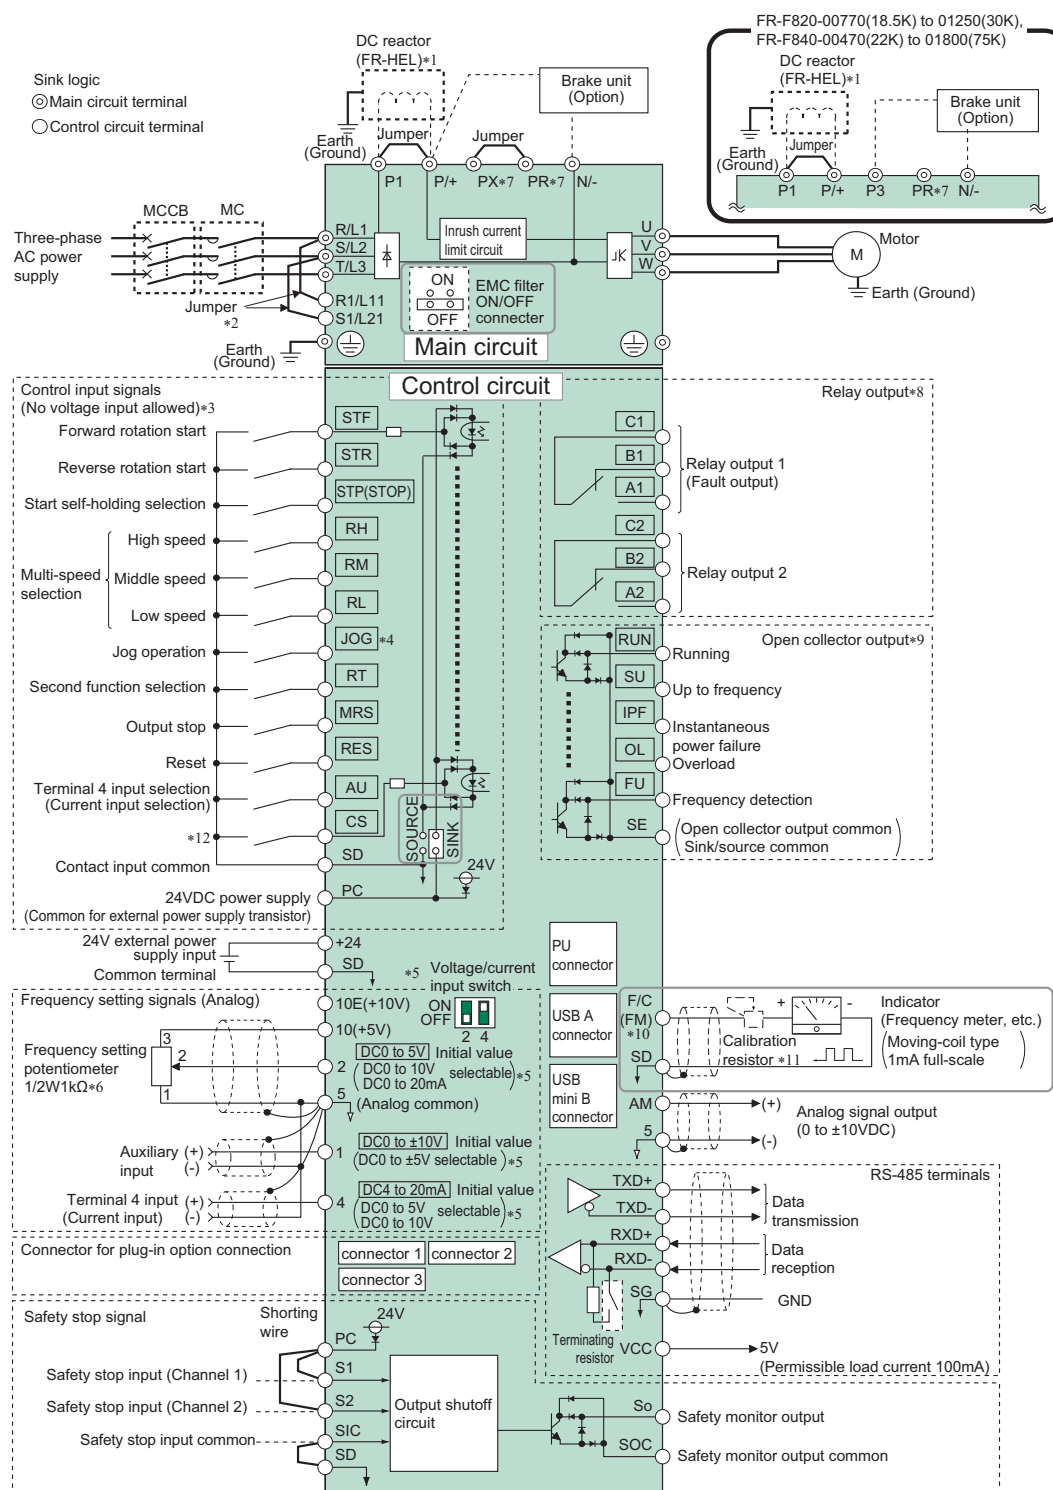 FR-F820-00770(18.5K) to 01250(30K),
FR-F840-00470(22K) to 01800(75K)
DC reactor
(FR-HEL)*1
Brake unit
(Option)
Earth
(Ground)
Jumper
P1
P/+
P3
PR*7
N/-
Sink logic
Main circuit terminal
Control circuit terminal
DC reactor
(FR-HEL)*1
Brake unit
(Option)
Earth
(Ground)
Jumper
Jumper
P1
P/+
PX*7
PR*7
N/-
MCCB
MC
Three-phase
AC power
supply
R/L1
S/L2
T/L3
R1/L11
S1/L21
Jumper
*2
Earth
(Ground)
Inrush current
limit circuit
ON
OFF
EMC filter
ON/OFF
connecter
U
V
W
Motor
M
Earth (Ground)
Main circuit
Control circuit
Control input signals
(No voltage input allowed)*3
Forward rotation start
STF
Reverse rotation start
STR
Start self-holding selection
STP(STOP)
Multi-speed
selection
High speed
RH
Middle speed
RM
Low speed
RL
Jog operation
JOG *4
Second function selection
RT
Output stop
MRS
Reset
RES
Terminal 4 input selection
(Current input selection)
AU
*12
CS
SOURCE
SINK
Contact input common
SD
24V
24VDC power supply
(Common for external power supply transistor)
PC
Relay output*8
C1
B1
A1
Relay output 1
(Fault output)
C2
B2
A2
Relay output 2
Open collector output*9
RUN
Running
SU
Up to frequency
IPF
Instantaneous
power failure
OL
Overload
FU
Frequency detection
SE
Open collector output common
Sink/source common
24V external power
supply input
Common terminal
+24
SD
*5
Voltage/current
input switch
ON
OFF
2 4
Frequency setting signals (Analog)
10E(+10V)
10(+5V)
Frequency setting
potentiometer
1/2W1kΩ*6
3
2
1
2
DC0 to 5V Initial value
DC0 to 10V
DC0 to 20mA
selectable
*5
5
(Analog common)
Auxiliary
input
(+)
(-)
1
DC0 to ±10V Initial value
DC0 to ±5V selectable *5
Terminal 4 input
(Current input)
(+)
(-)
4
DC4 to 20mA Initial value
DC0 to 5V
DC0 to 10V
selectable
*5
PU
connector
USB A
connector
USB
mini B
connector
F/C
(FM)
*10
SD
+
-
Calibration
resistor *11
Indicator
(Frequency meter, etc.)
Moving-coil type
1mA full-scale
AM
5
(+)
(-)
Analog signal output
(0 to ±10VDC)
RS-485 terminals
TXD+
TXD-
Data
transmission
RXD+
RXD-
Data
reception
SG
GND
Terminating
resistor
VCC
5V
(Permissible load current 100mA)
Connector for plug-in option connection
connector 1
connector 2
connector 3
Safety stop signal
Shorting
wire
24V
PC
Safety stop input (Channel 1)
S1
Safety stop input (Channel 2)
S2
Safety stop input common
SIC
SD
Output shutoff
circuit
So
Safety monitor output
SOC
Safety monitor output common